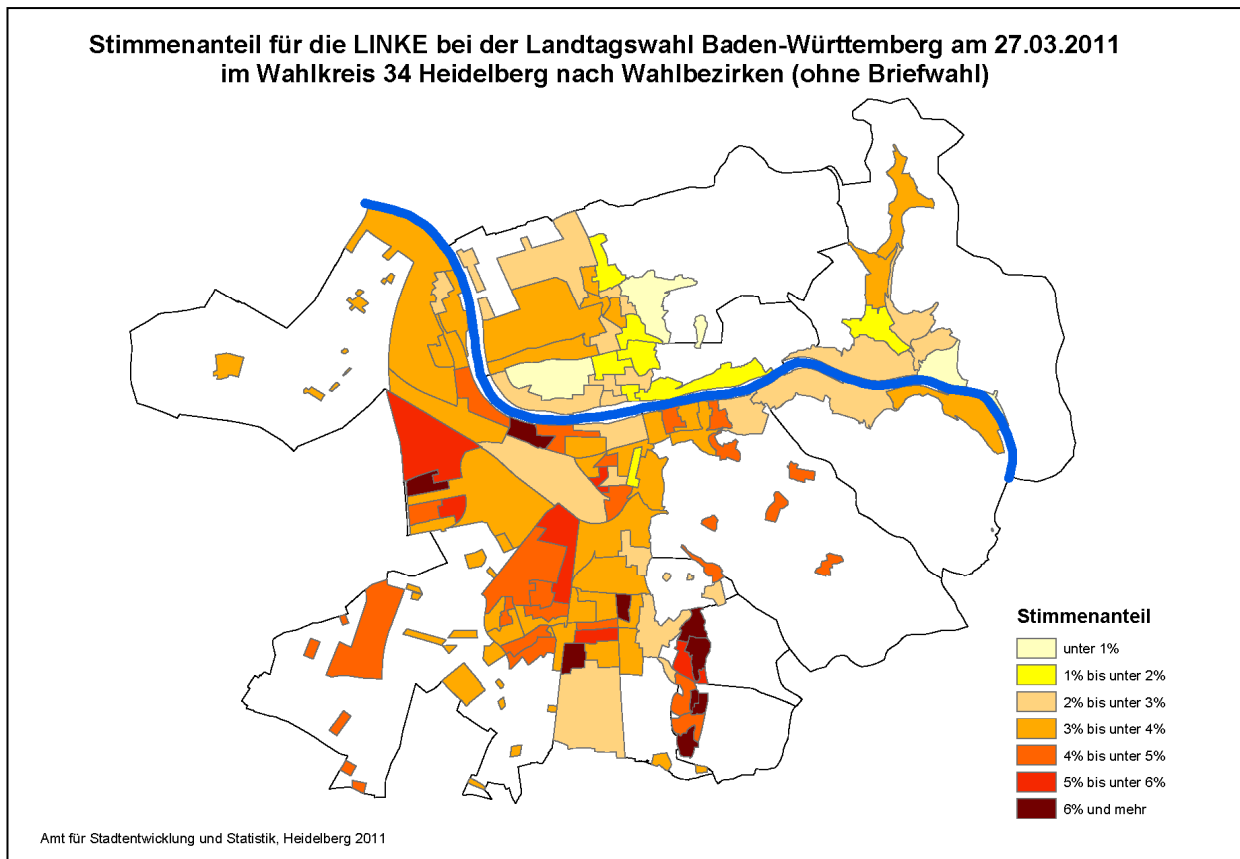 Stimmenanteil für die LINKE bei der Landtagswahl Baden-Württemberg am 27.03.2011
im Wahlkreis 34 Heidelberg nach Wahlbezirken (ohne Briefwahl)
Stimmenanteil
unter 1%
1% bis unter 2%
2% bis unter 3%
3% bis unter 4%
4% bis unter 5%
5% bis unter 6%
6% und mehr
Amt für Stadtentwicklung und Statistik, Heidelberg 2011